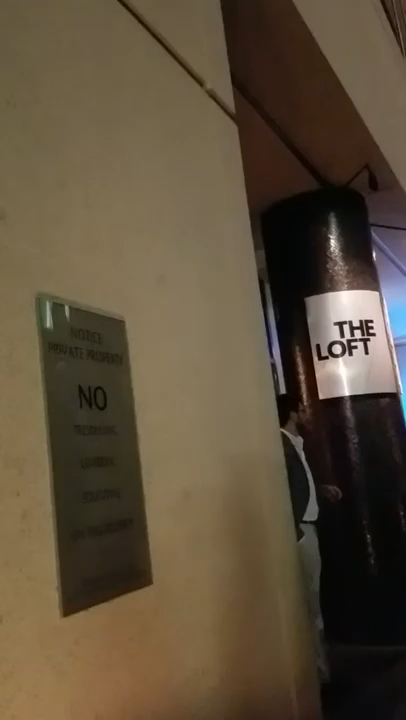 NOTICE
PRIVATE PROPERTY
NO
TRESPASSING
LOITERING
SOLICITING
THE
LOFT